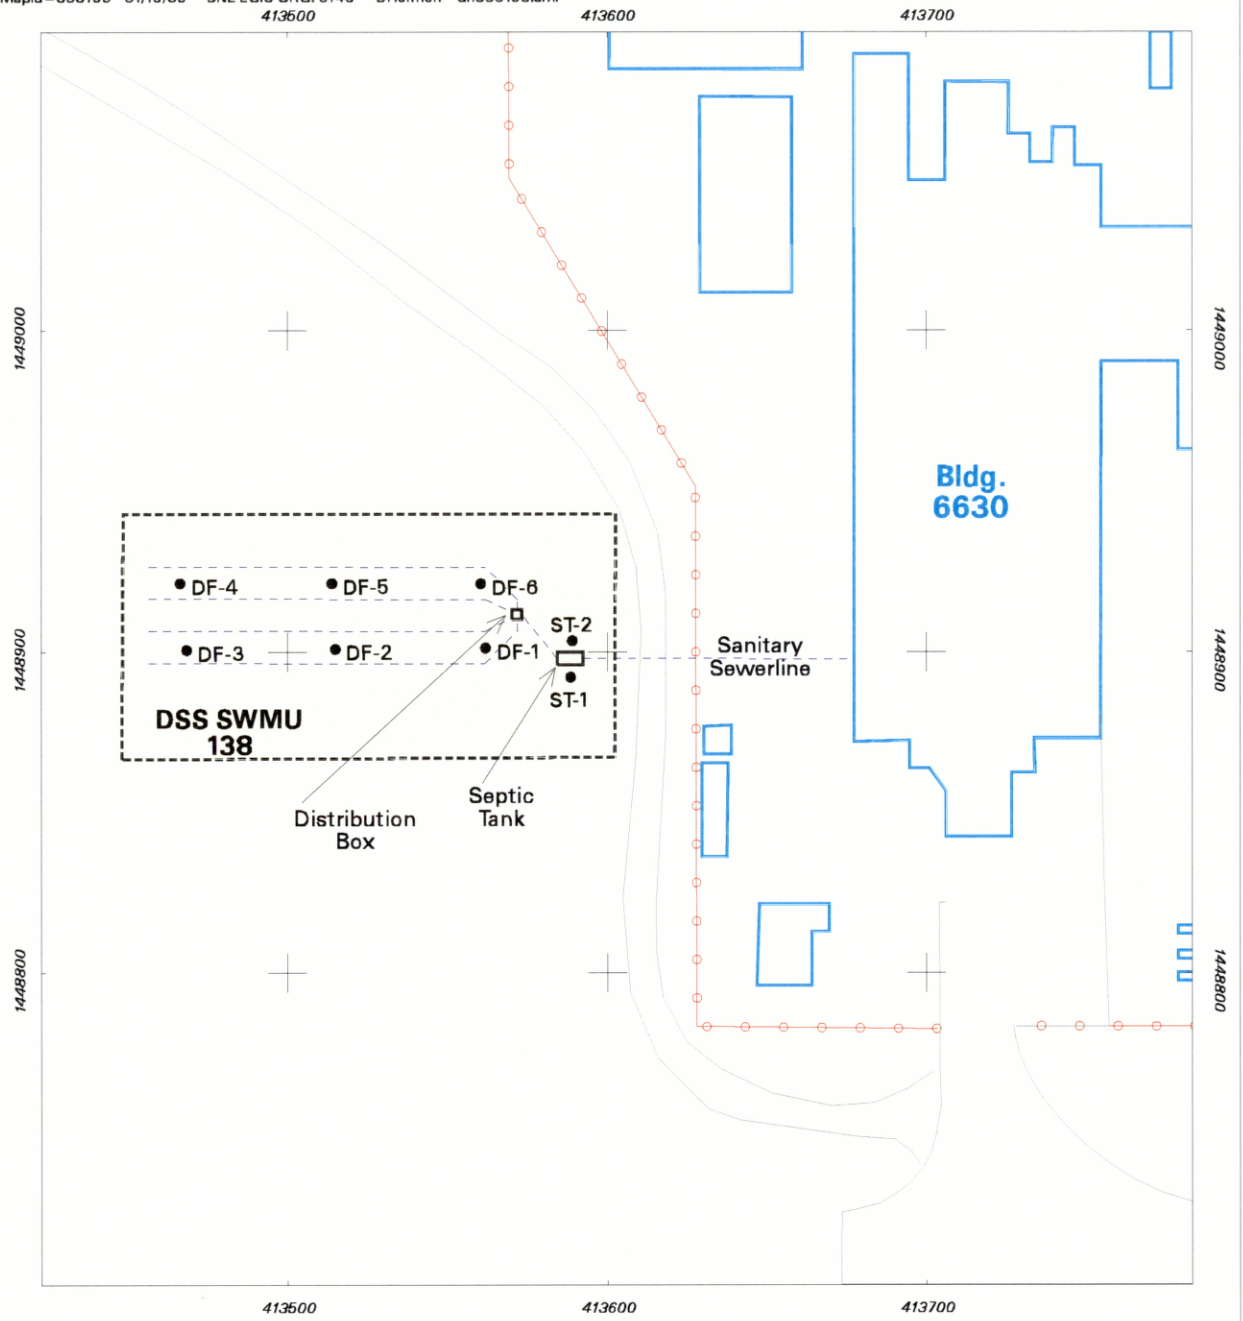 413500 413600 413700
1449000 1449000
Bldg.
6630
DF-4 DF-5 DF-6
ST-2
DF-3 DF-2 DF-1
1448900 1448900
Sanitary
Sewerline
ST-1
DSS SWMU
138
Septic
Tank
Distribution
Box
1448800 1448800
413500 413600 413700